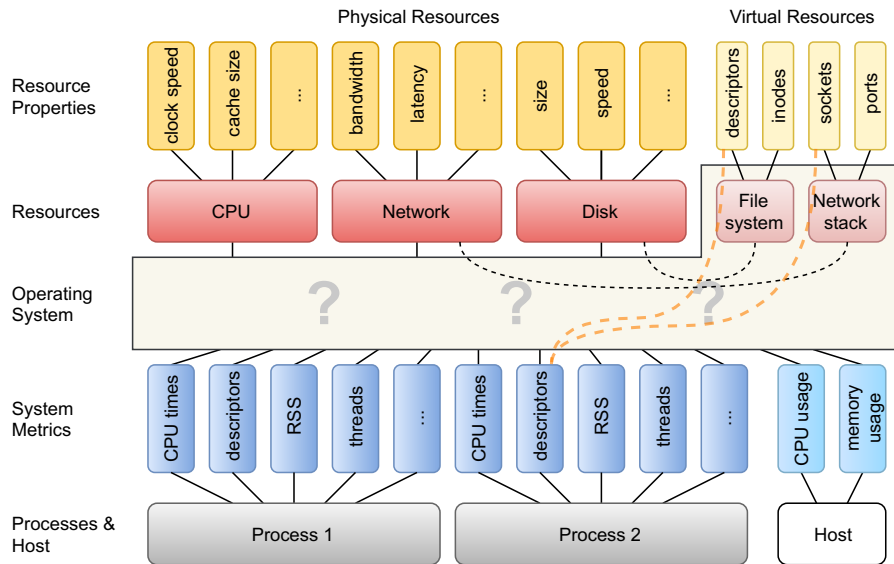 Physical Resources
Virtual Resources
Resource
Properties
clock speed
cache size
...
bandwidth
latency
...
size
speed
...
descriptors
inodes
sockets
ports
Resources
CPU
Network
Disk
File
system
Network
stack
Operating
System
?
?
?
System
Metrics
CPU times
descriptors
RSS
threads
...
CPU times
descriptors
RSS
threads
...
CPU usage
memory
usage
Processes &
Host
Process 1
Process 2
Host